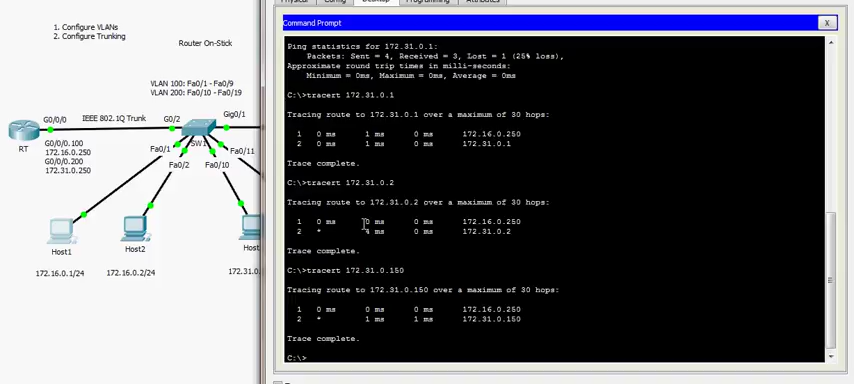 Physical Config Desktop Programming Attributes
Command Prompt
X
1. Configure VLANs
2. Configure Trunking
Router On-Stick
VLAN 100: Fa0/1 - Fa0/9
VLAN 200: Fa0/10 - Fa0/19
G0/0/0
IEEE 802.1Q Trunk
G0/2
Gig0/1
RT
SW1
G0/0/0.100
172.16.0.250
G0/0/0.200
172.31.0.250
Fa0/1
Fa0/11
Fa0/2
Fa0/10
Host1
Host2
172.16.0.1/24
172.16.0.2/24
Ping statistics for 172.31.0.1:
Packets: Sent = 4, Received = 3, Lost = 1 (25% loss),
Approximate round trip times in milli-seconds:
Minimum = 0ms, Maximum = 0ms, Average = 0ms
C:\>tracert 172.31.0.1
Tracing route to 172.31.0.1 over a maximum of 30 hops:
1 0 ms 1 ms 0 ms 172.16.0.250
2 0 ms 1 ms 0 ms 172.31.0.1
Trace complete.
C:\>tracert 172.31.0.2
Tracing route to 172.31.0.2 over a maximum of 30 hops:
1 0 ms 0 ms 0 ms 172.16.0.250
2 * 4 ms 0 ms 172.31.0.2
Trace complete.
C:\>tracert 172.31.0.150
Tracing route to 172.31.0.150 over a maximum of 30 hops:
1 0 ms 0 ms 0 ms 172.16.0.250
2 * 1 ms 1 ms 172.31.0.150
Trace complete.
C:\>